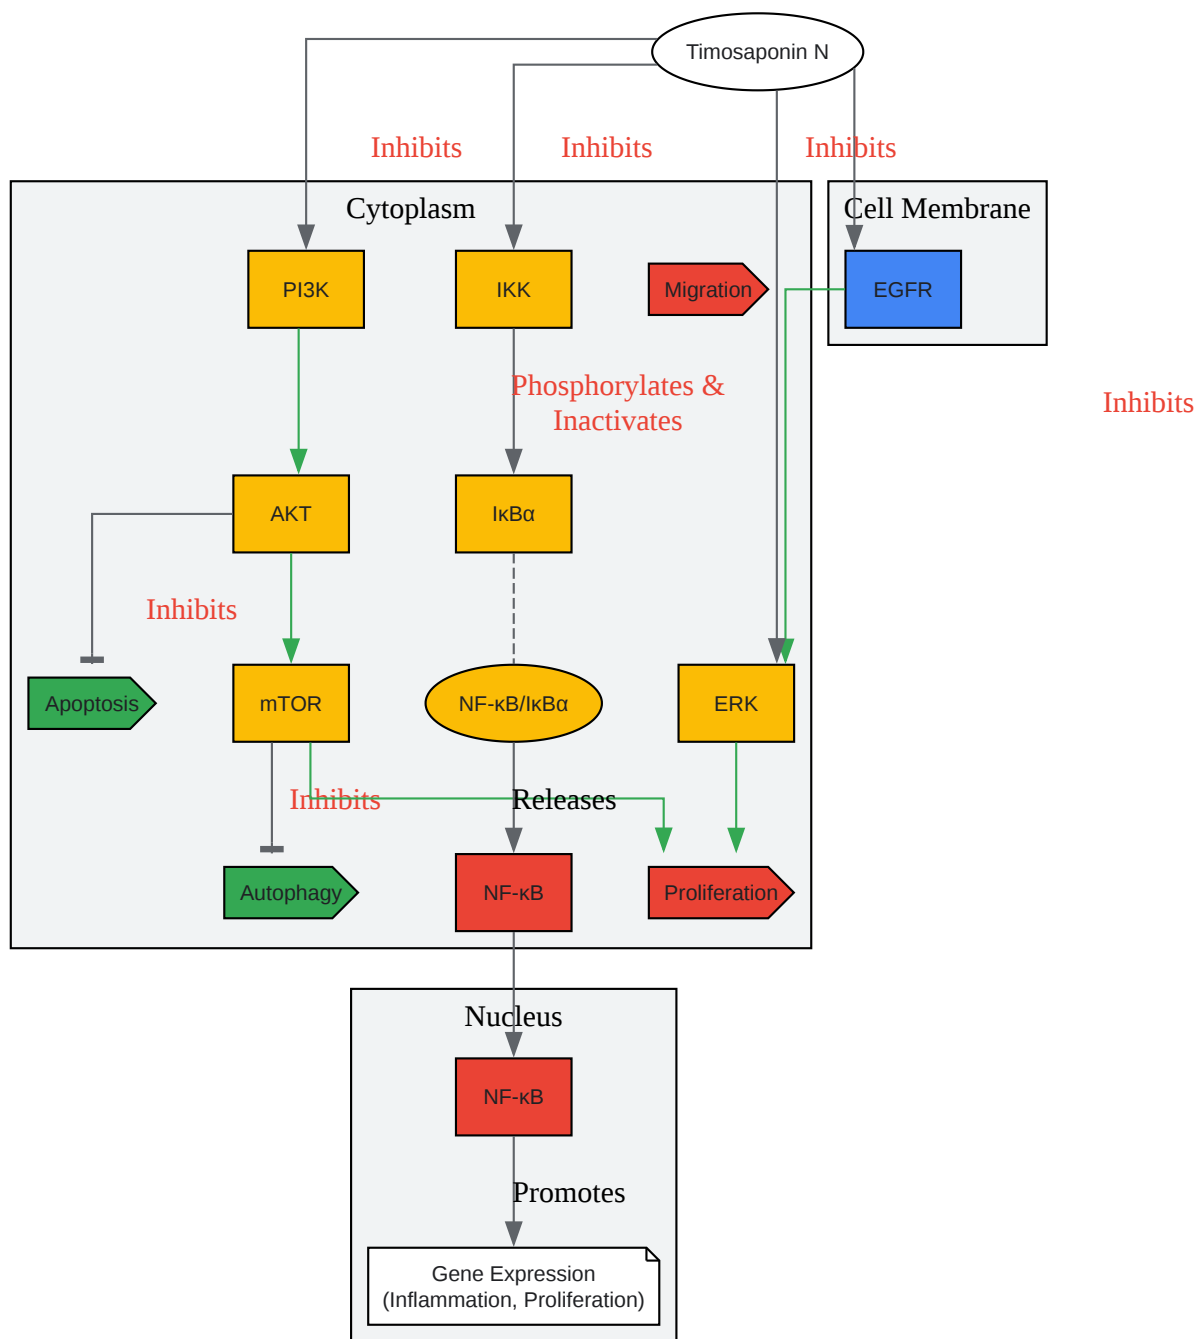 Timosaponin N
Inhibits
Inhibits
Inhibits
Cytoplasm
Cell Membrane
PI3K
IKK
Migration
EGFR
Phosphorylates &
Inactivates
Inhibits
AKT
IκBα
Inhibits
Apoptosis
mTOR
NF-κB/IκBα
ERK
Inhibits
Releases
Autophagy
NF-κB
Proliferation
Nucleus
NF-κB
Promotes
Gene Expression
(Inflammation, Proliferation)